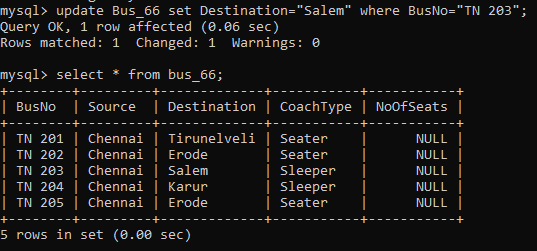 mysql> update Bus_66 set Destination="Salem" where BusNo="TN 203";
Query OK, 1 row affected (0.06 sec)
Rows matched: 1  Changed: 1  Warnings: 0

mysql> select * from bus_66;
+--------+---------+-------------+-----------+-----------+
| BusNo  | Source  | Destination | CoachType | NoOfSeats |
+--------+---------+-------------+-----------+-----------+
| TN 201 | Chennai | Tirunelveli | Seater    |      NULL |
| TN 202 | Chennai | Erode       | Seater    |      NULL |
| TN 203 | Chennai | Salem       | Sleeper   |      NULL |
| TN 204 | Chennai | Karur       | Sleeper   |      NULL |
| TN 205 | Chennai | Erode       | Seater    |      NULL |
+--------+---------+-------------+-----------+-----------+
5 rows in set (0.00 sec)